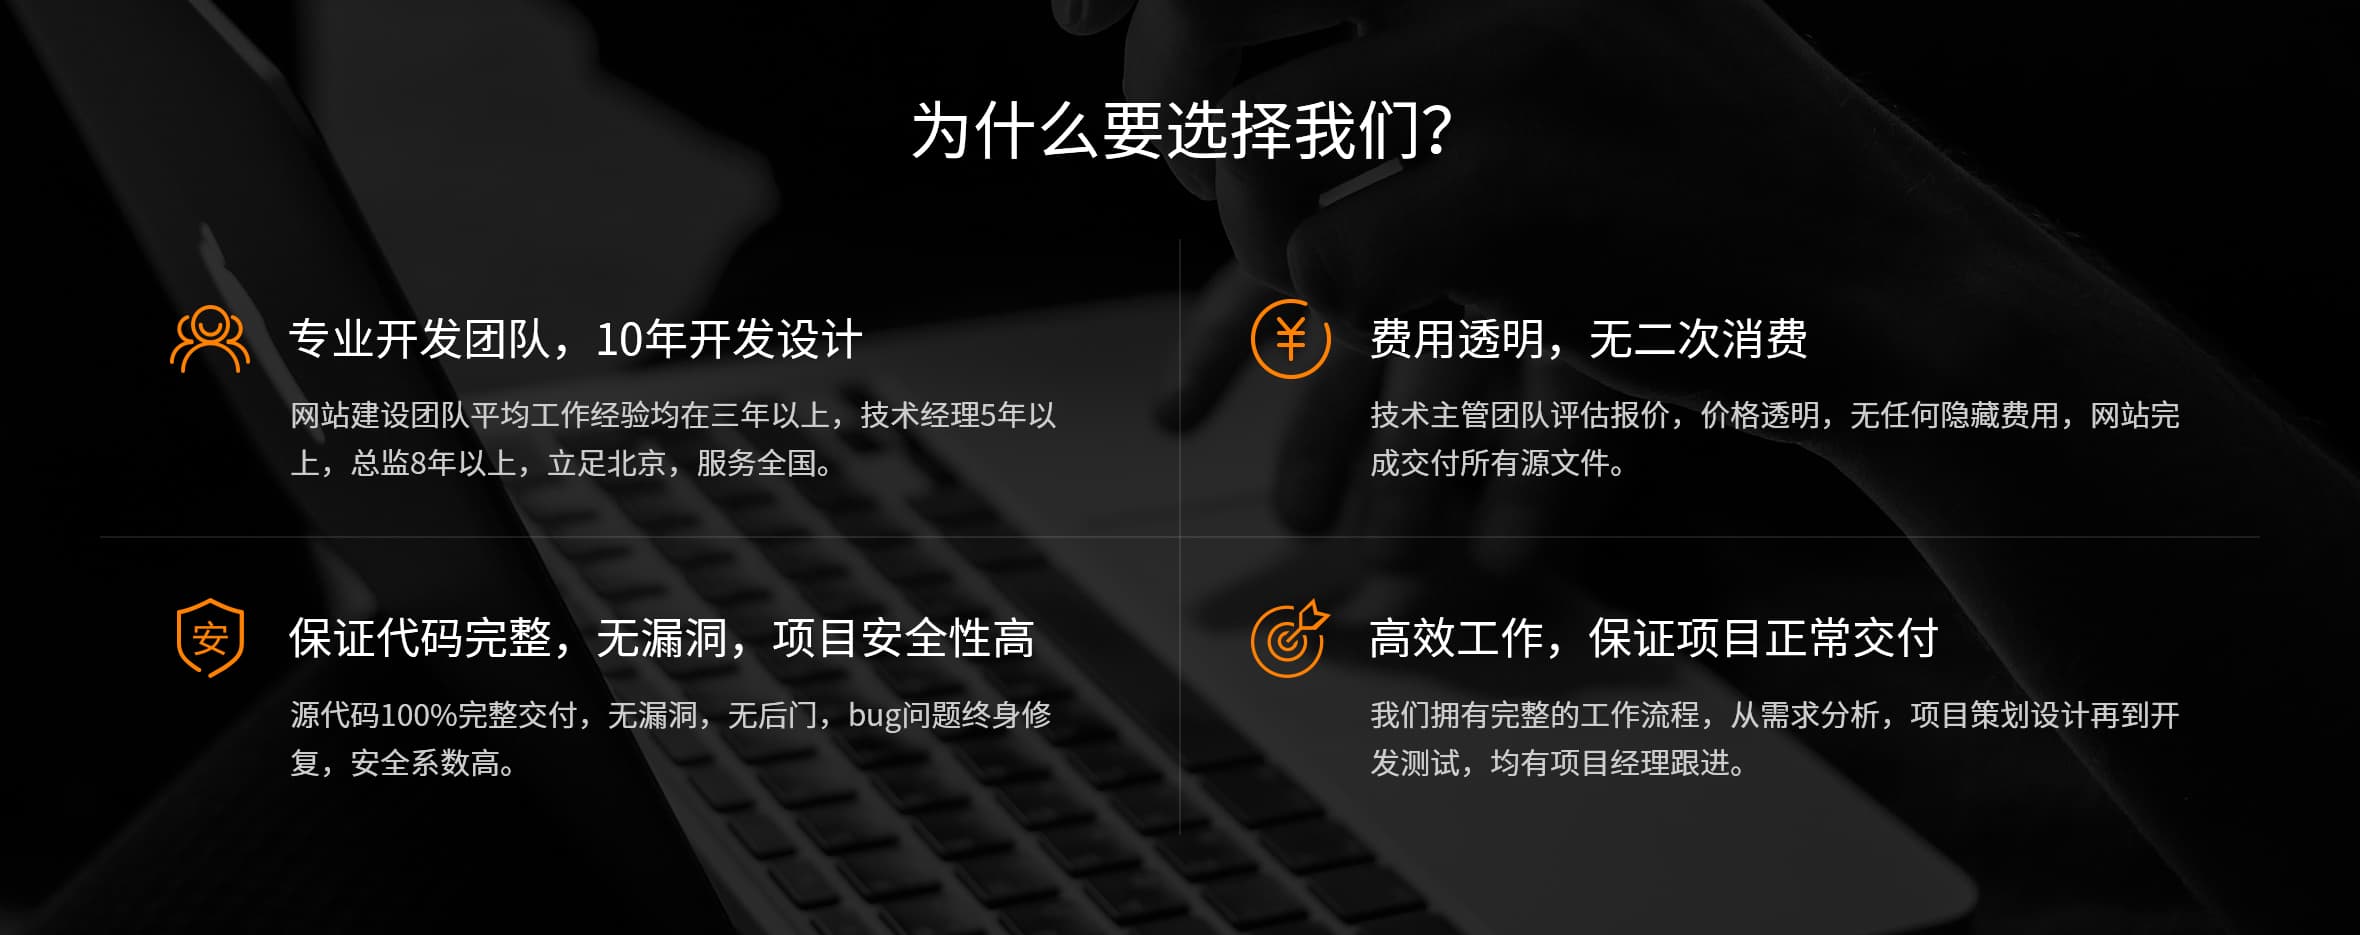 为什么要选择我们？
专业开发团队，10年开发设计
网站建设团队平均工作经验均在三年以上，技术经理5年以
上，总监8年以上，立足北京，服务全国。
¥
费用透明，无二次消费
技术主管团队评估报价，价格透明，无任何隐藏费用，网站完
成交付所有源文件。
安
保证代码完整，无漏洞，项目安全性高
源代码100%完整交付，无漏洞，无后门，bug问题终身修
复，安全系数高。
高效工作，保证项目正常交付
我们拥有完整的工作流程，从需求分析，项目策划设计再到开
发测试，均有项目经理跟进。